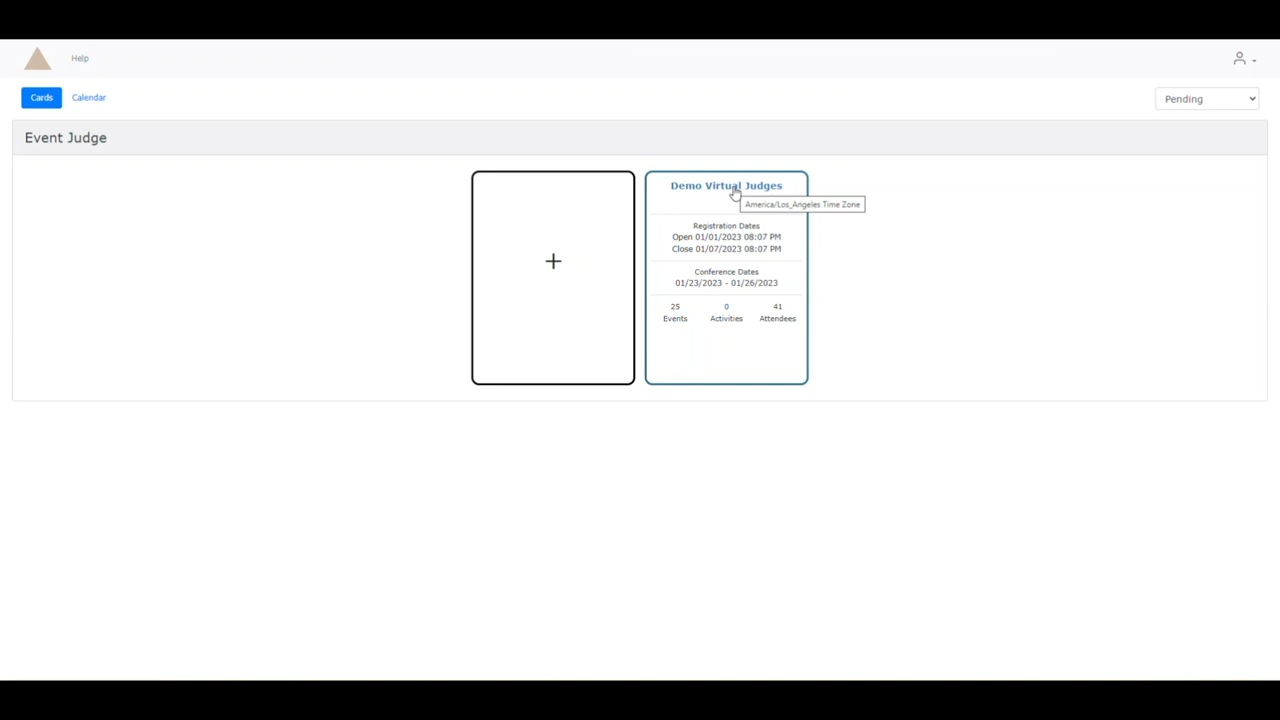 Help
Cards Calendar
Pending
Event Judge
+
Demo Virtual Judges
America/Los_Angeles Time Zone
Registration Dates
Open 01/01/2023 08:07 PM
Close 01/07/2023 08:07 PM
Conference Dates
01/23/2023 - 01/26/2023
25 0 41
Events Activities Attendees